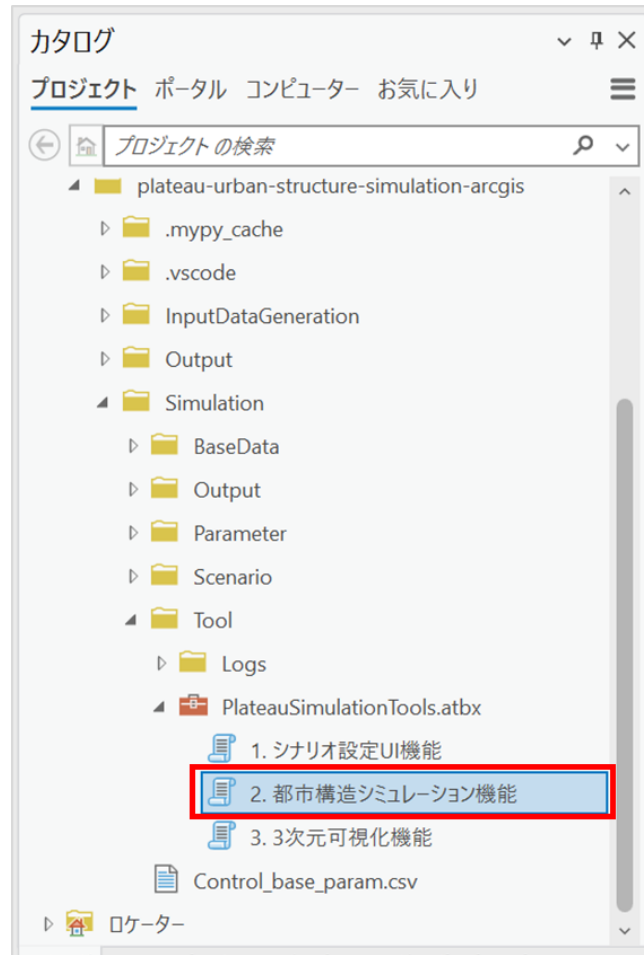 カタログ
プロジェクト ポータル コンピューター お気に入り
プロジェクト の検索
plateau-urban-structure-simulation-arcgis
.mypy_cache
.vscode
InputDataGeneration
Output
Simulation
BaseData
Output
Parameter
Scenario
Tool
Logs
PlateauSimulationTools.atbx
1. シナリオ設定UI機能
2. 都市構造シミュレーション機能
3. 3次元可視化機能
Control_base_param.csv
ロケーター